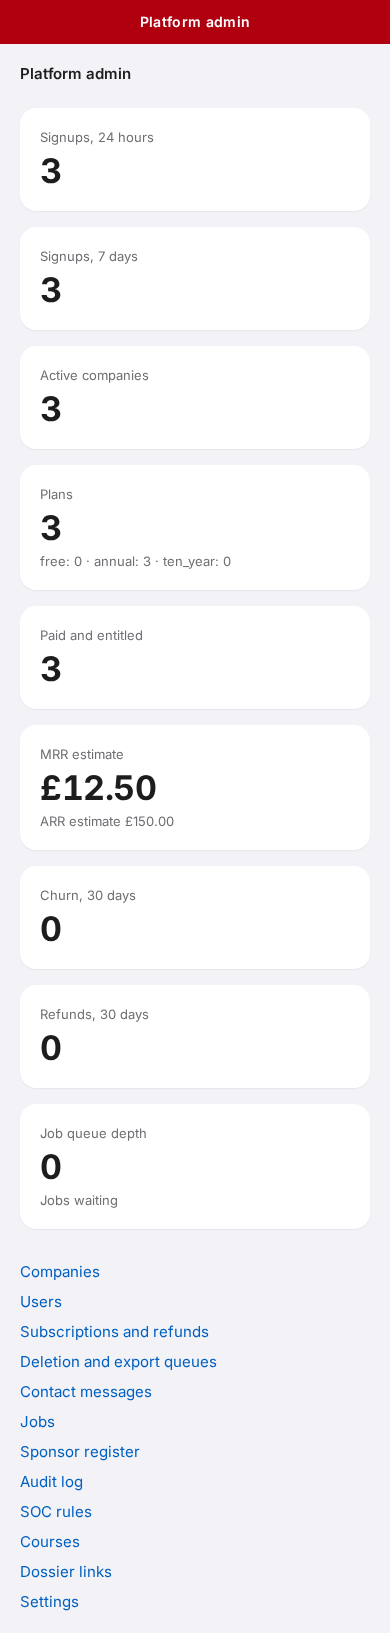 Platform admin
Platform admin
Signups, 24 hours
3
Signups, 7 days
3
Active companies
3
Plans
3
free: 0 · annual: 3 · ten_year: 0
Paid and entitled
3
MRR estimate
£12.50
ARR estimate £150.00
Churn, 30 days
0
Refunds, 30 days
0
Job queue depth
0
Jobs waiting
Companies
Users
Subscriptions and refunds
Deletion and export queues
Contact messages
Jobs
Sponsor register
Audit log
SOC rules
Courses
Dossier links
Settings